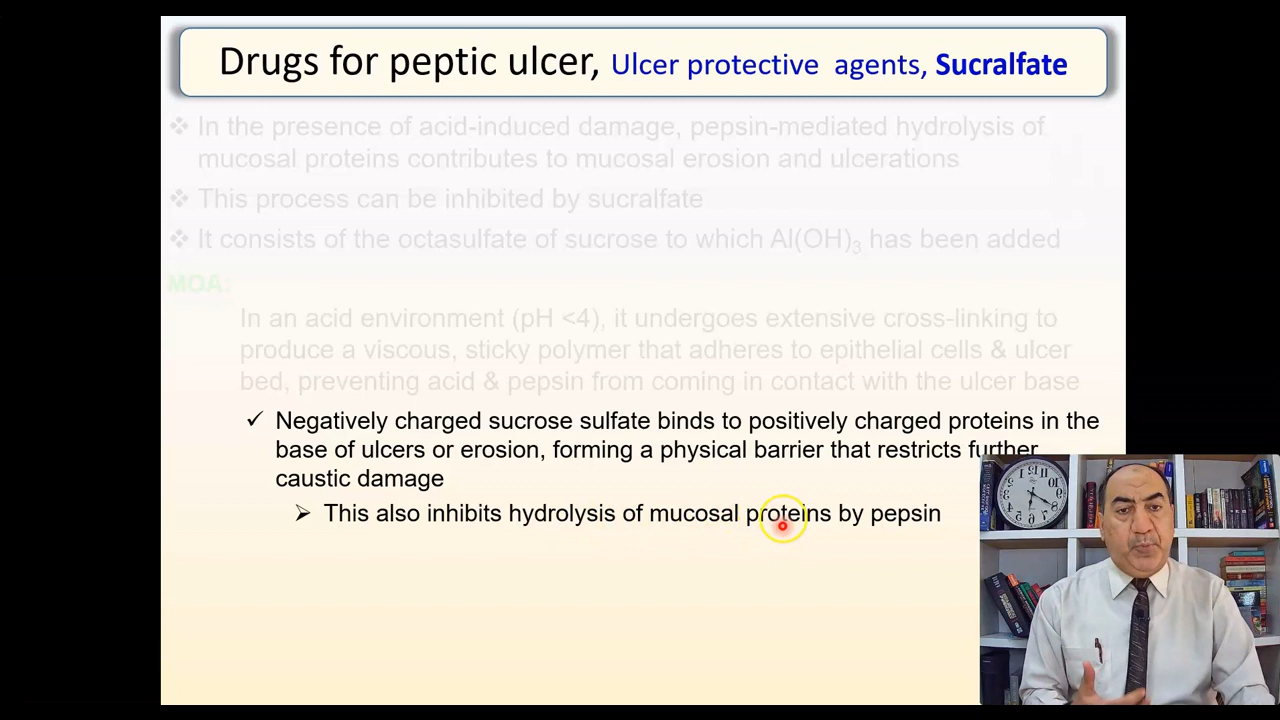 Drugs for peptic ulcer, Ulcer protective agents, Sucralfate
❖ In the presence of acid-induced damage, pepsin-mediated hydrolysis of
mucosal proteins contributes to mucosal erosion and ulcerations
❖ This process can be inhibited by sucralfate
❖ It consists of the octasulfate of sucrose to which Al(OH)₃ has been added
MOA:
In an acid environment (pH <4), it undergoes extensive cross-linking to
produce a viscous, sticky polymer that adheres to epithelial cells & ulcer
bed, preventing acid & pepsin from coming in contact with the ulcer base
✓ Negatively charged sucrose sulfate binds to positively charged proteins in the
base of ulcers or erosion, forming a physical barrier that restricts further
caustic damage
➢ This also inhibits hydrolysis of mucosal proteins by pepsin